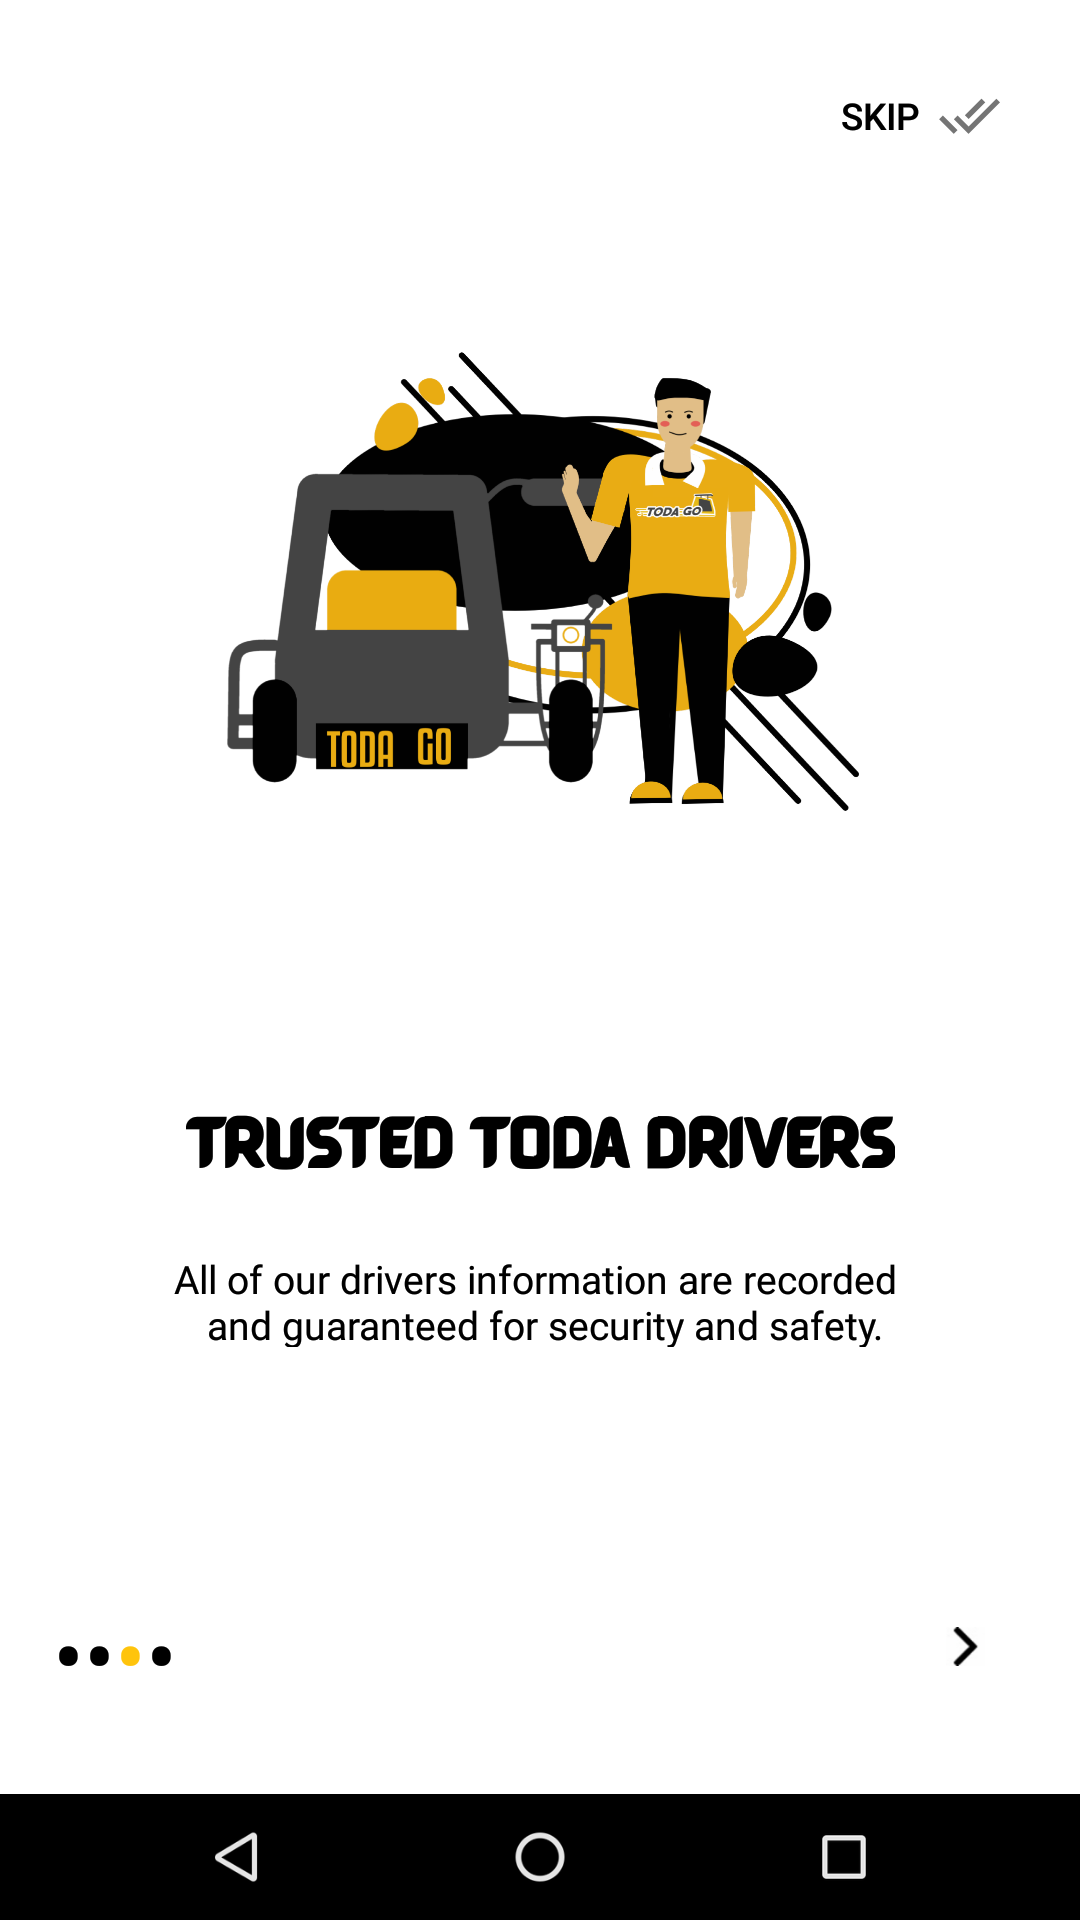 SKIP
TODA GO
TODA GO
TRUSTED TODA DRIVERS
All of our drivers information are recorded
and guaranteed for security and safety.